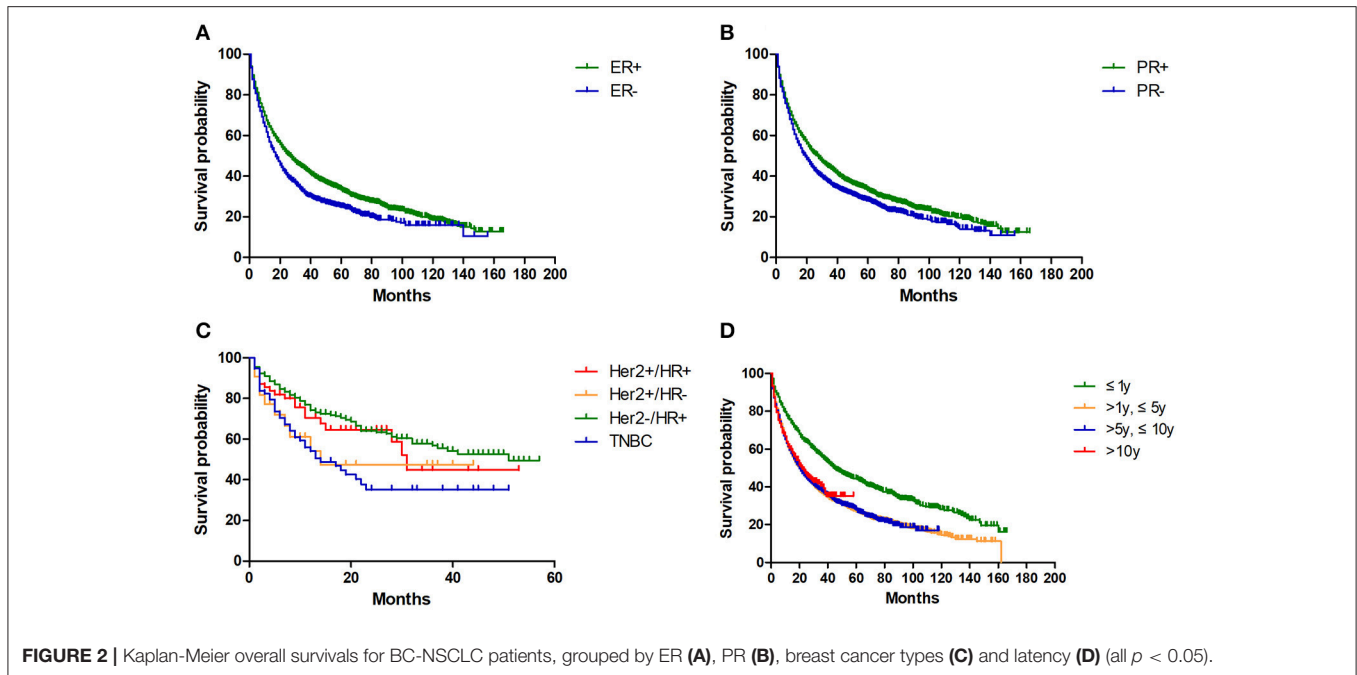 A
100
80
60
40
20
0
Survival probability
0 20 40 60 80 100 120 140 160 180 200
Months
ER+
ER-
B
100
80
60
40
20
0
Survival probability
0 20 40 60 80 100 120 140 160 180 200
Months
PR+
PR-
C
100
80
60
40
20
0
Survival probability
0 20 40 60
Months
Her2+/HR+
Her2+/HR-
Her2-/HR+
TNBC
D
100
80
60
40
20
0
Survival probability
0 20 40 60 80 100 120 140 160 180 200
Months
≤ 1y
>1y, ≤ 5y
>5y, ≤ 10y
>10y
FIGURE 2 | Kaplan-Meier overall survivals for BC-NSCLC patients, grouped by ER (A), PR (B), breast cancer types (C) and latency (D) (all p < 0.05).